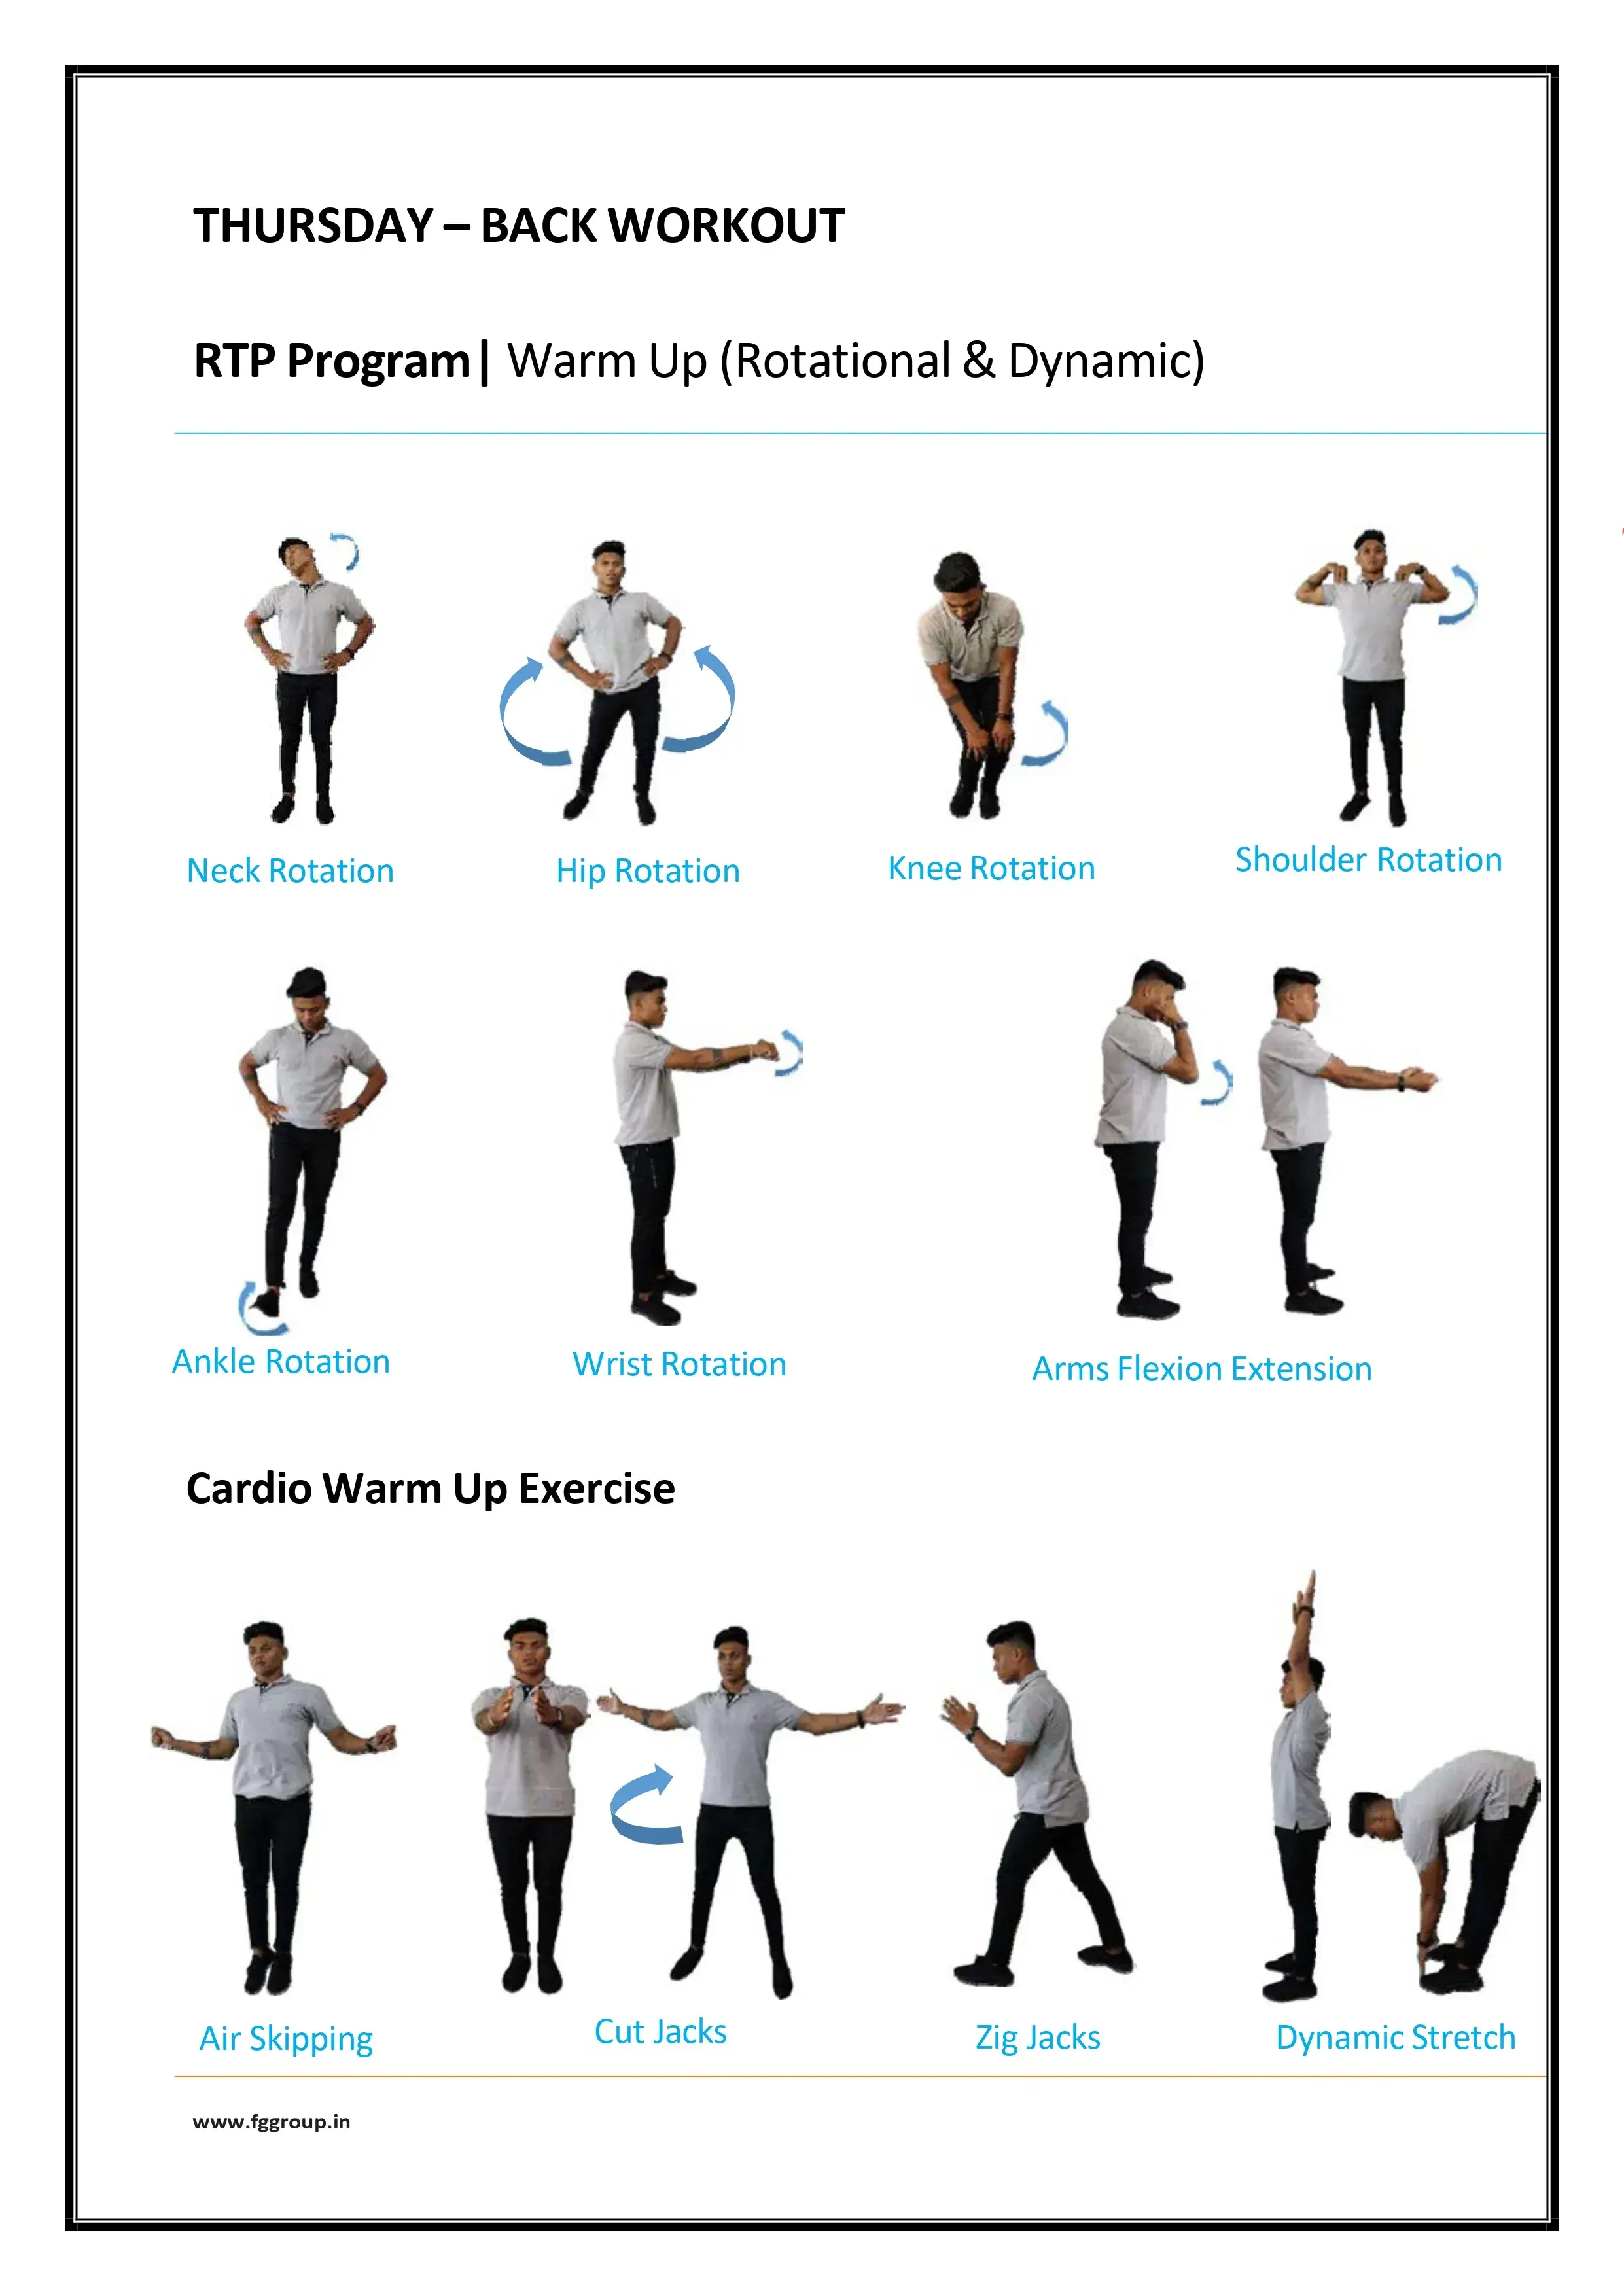 THURSDAY – BACK WORKOUT
RTP Program| Warm Up (Rotational & Dynamic)
Neck Rotation
Hip Rotation
Knee Rotation
Shoulder Rotation
Ankle Rotation
Wrist Rotation
Arms Flexion Extension
Cardio Warm Up Exercise
Air Skipping
Cut Jacks
Zig Jacks
Dynamic Stretch
www.fggroup.in